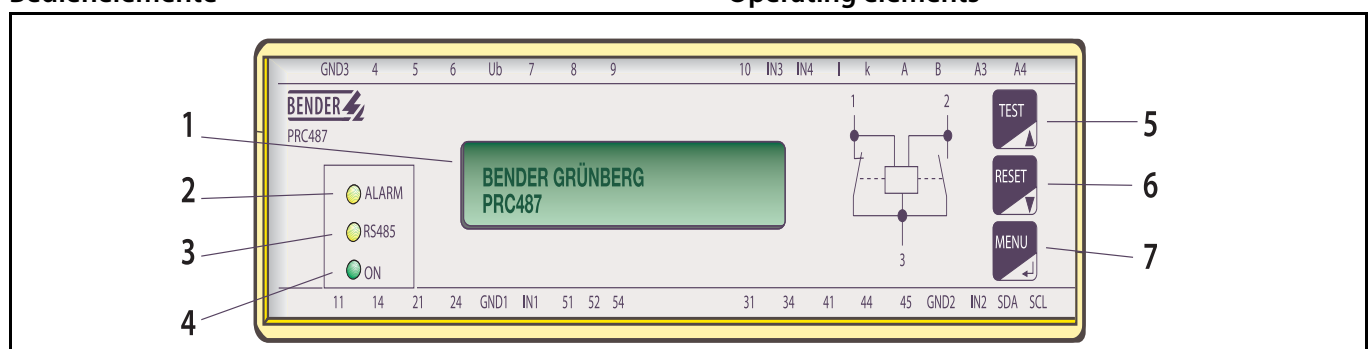 Bedienelemente Operating elements
GND3 4 5 6 Ub 7 8 9 10 IN3 IN4 I k A B A3 A4
BENDER
PRC487
1
2
3
4
ALARM
RS485
ON
BENDER GRÜNBERG
PRC487
1 2
3
TEST
RESET
MENU
5
6
7
11 14 21 24 GND1 IN1 51 52 54 31 34 41 44 45 GND2 IN2 SDA SCL